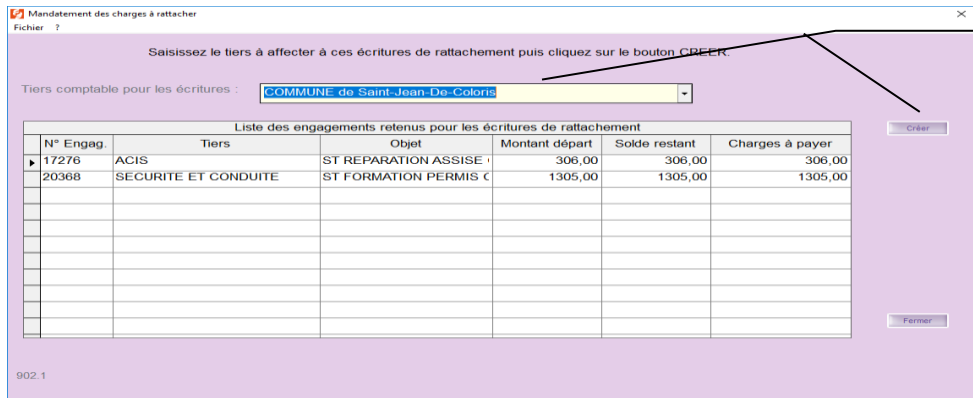 Mandatement des charges à rattacher
Fichier ?
Saisissez le tiers à affecter à ces écritures de rattachement puis cliquez sur le bouton CREER.
Tiers comptable pour les écritures : COMMUNE de Saint-Jean-De-Coloris
Liste des engagements retenus pour les écritures de rattachement
Créer
N° Engag. Tiers Objet Montant départ Solde restant Charges à payer
17276 ACIS ST REPARATION ASSISE 306,00 306,00 306,00
20368 SECURITE ET CONDUITE ST FORMATION PERMIS 1305,00 1305,00 1305,00
Fermer
902.1